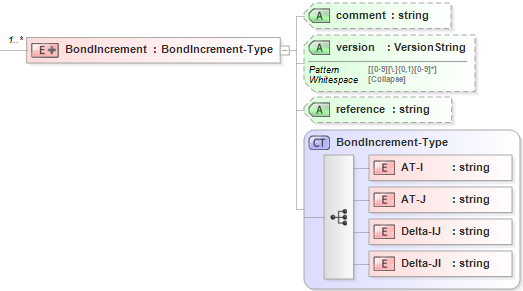 1..*
E BondIncrement : BondIncrement-Type
A comment : string
A version : VersionString
Pattern [[0-9][\.]{0,1}[0-9]*]
Whitespace [Collapse]
A reference : string
CT BondIncrement-Type
E AT-I : string
E AT-J : string
E Delta-IJ : string
E Delta-JI : string